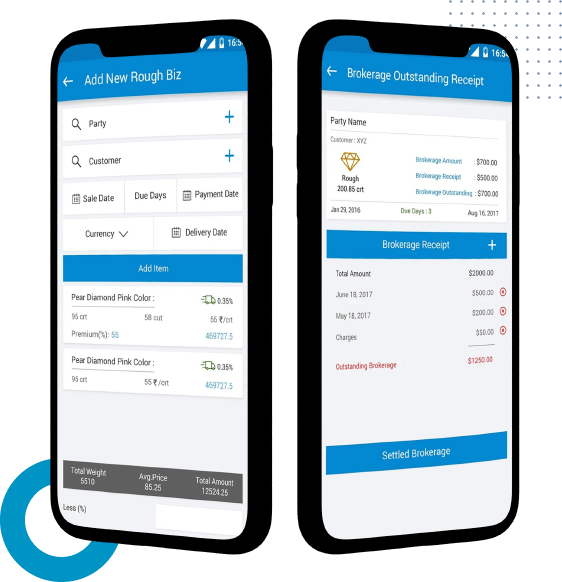 16:5
Add New Rough Biz
Party
Customer
Sale Date
Due Days
Payment Date
Currency
Delivery Date
Add Item
Pear Diamond Pink Color :
0.35%
95 crt
58 cut
55 ₹/crt
Premium(%): 55
469727.5
Pear Diamond Pink Color :
0.35%
95 crt
55 ₹ /crt
469727.5
Total Weight
Avg.Price
Total Amount
5510
85.25
12524.25
Less (%)
16:5
Brokerage Outstanding Receipt
Party Name
Customer : XYZ
Rough
200.85 crt
Brokerage Amount : $700.00
Brokerage Receipt : $500.00
Brokerage Outstanding : $700.00
Jan 29, 2016
Due Days : 3
Aug 16, 2017
Brokerage Receipt
Total Amount $2000.00
June 18, 2017 $500.00
May 18, 2017 $200.00
Charges $50.00
Outstanding Brokerage $1250.00
Settled Brokerage